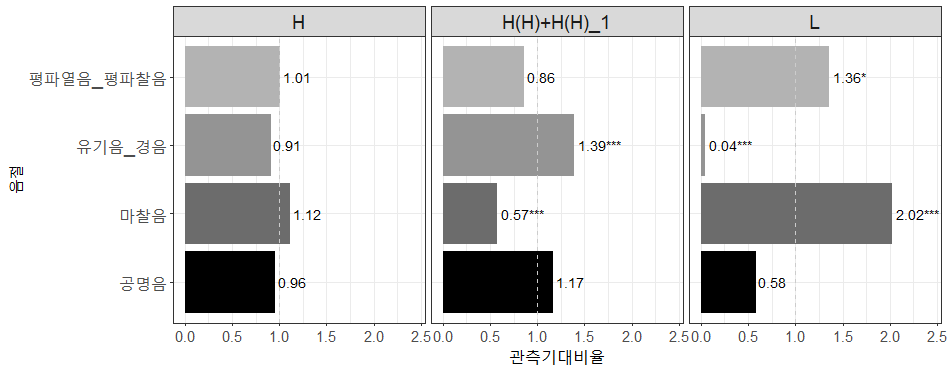 H H(H)+H(H)_1 L
평파열음_평파찰음 1.01 0.86 1.36*
유기음_경음 0.91 1.39*** 0.04***
마찰음 1.12 0.57*** 2.02***
공명음 0.96 1.17 0.58
음절
0.0 0.5 1.0 1.5 2.0 2.5 0.0 0.5 1.0 1.5 2.0 2.5 0.0 0.5 1.0 1.5 2.0 2.5
관측기대비율